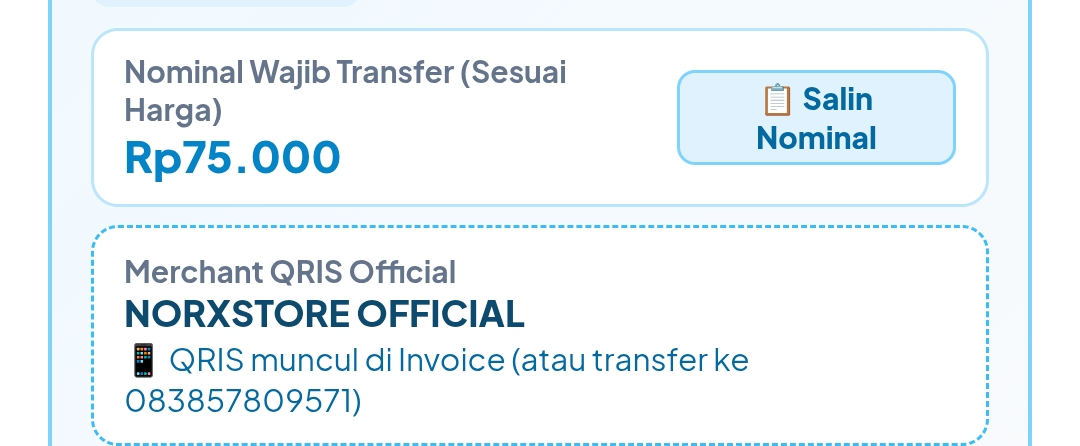 Nominal Wajib Transfer (Sesuai
Harga)
Rp75.000
📋 Salin
Nominal
Merchant QRIS Official
NORXSTORE OFFICIAL
📱 QRIS muncul di Invoice (atau transfer ke
083857809571)